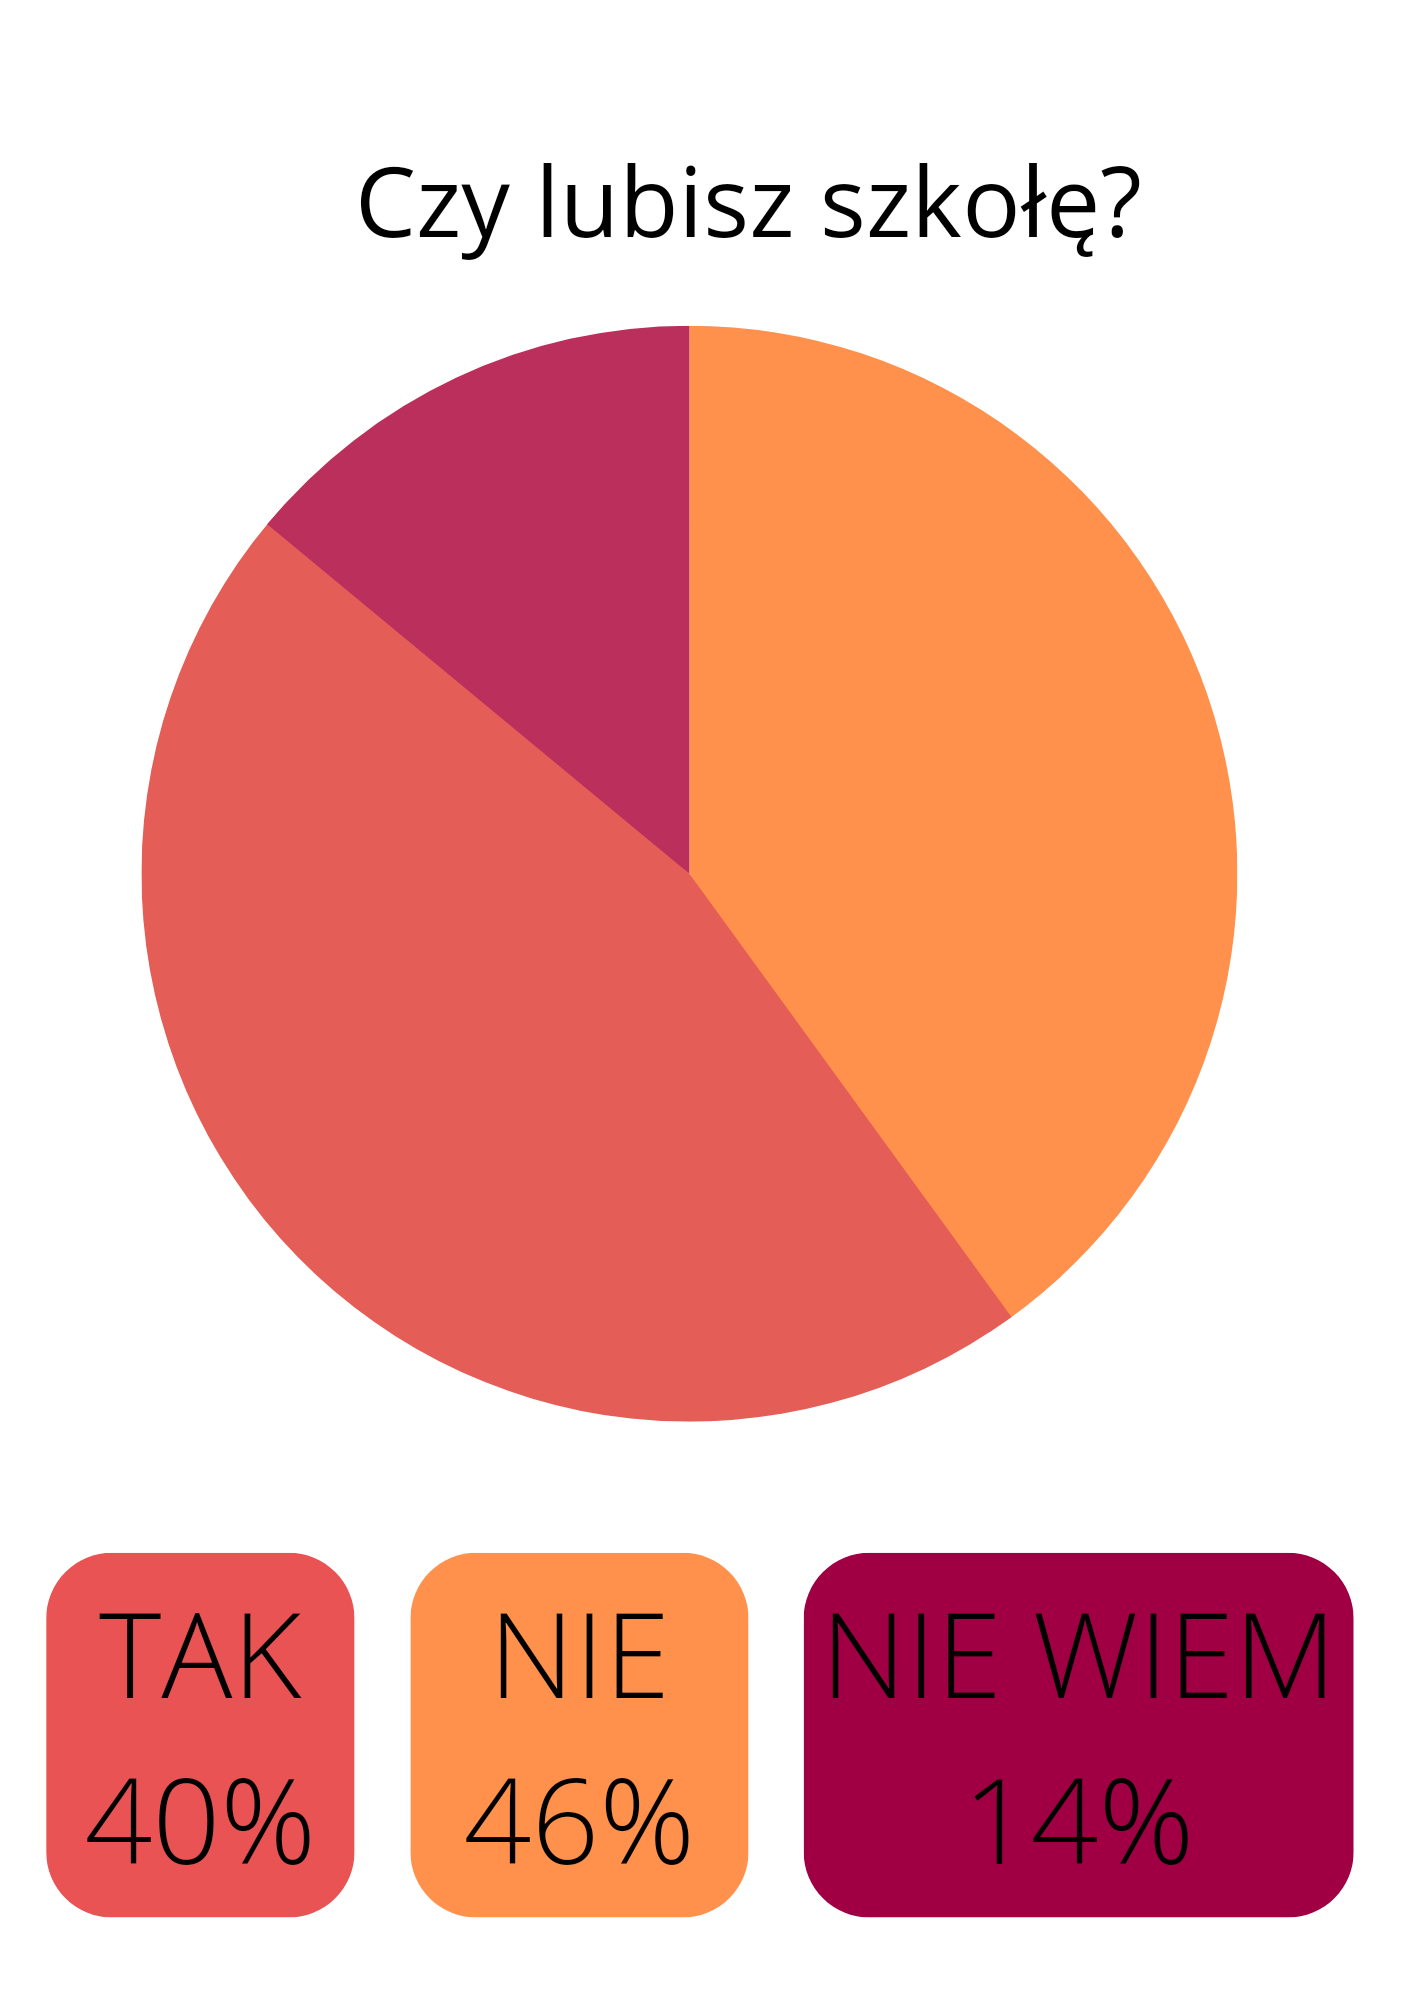 Czy lubisz szkołę?
TAK
40%
NIE
46%
NIE WIEM
14%